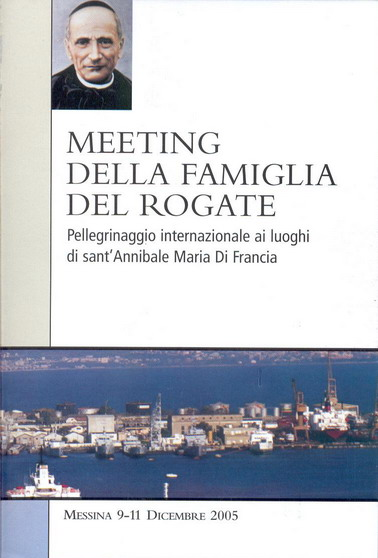 MEETING
DELLA FAMIGLIA
DEL ROGATE
Pellegrinaggio internazionale ai luoghi
di sant'Annibale Maria Di Francia
MESSINA 9-11 DICEMBRE 2005